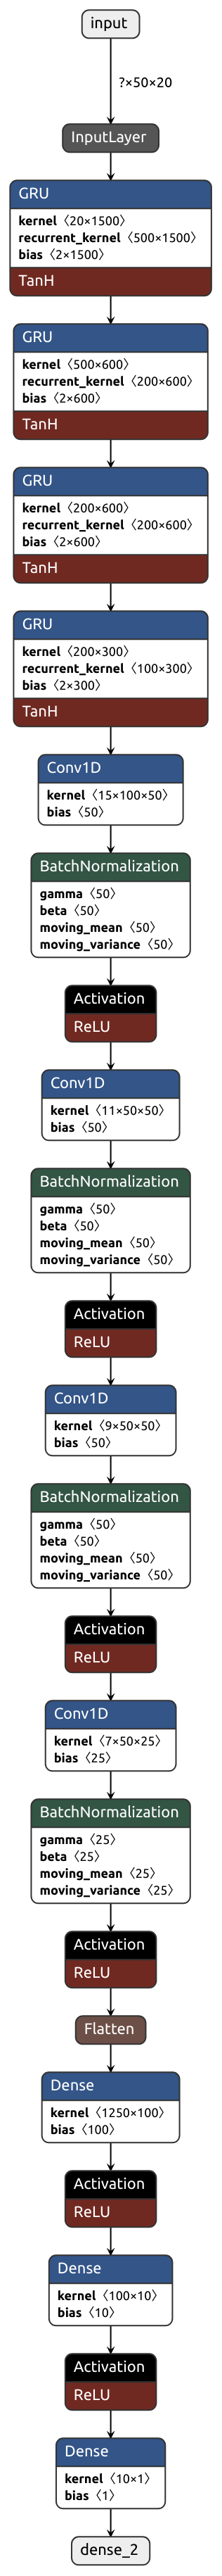 input
?×50×20
InputLayer
GRU
kernel 〈20×1500〉
recurrent_kernel 〈500×1500〉
bias 〈2×1500〉
TanH
GRU
kernel 〈500×600〉
recurrent_kernel 〈200×600〉
bias 〈2×600〉
TanH
GRU
kernel 〈200×600〉
recurrent_kernel 〈200×600〉
bias 〈2×600〉
TanH
GRU
kernel 〈200×300〉
recurrent_kernel 〈100×300〉
bias 〈2×300〉
TanH
Conv1D
kernel 〈15×100×50〉
bias 〈50〉
BatchNormalization
gamma 〈50〉
beta 〈50〉
moving_mean 〈50〉
moving_variance 〈50〉
Activation
ReLU
Conv1D
kernel 〈11×50×50〉
bias 〈50〉
BatchNormalization
gamma 〈50〉
beta 〈50〉
moving_mean 〈50〉
moving_variance 〈50〉
Activation
ReLU
Conv1D
kernel 〈9×50×50〉
bias 〈50〉
BatchNormalization
gamma 〈50〉
beta 〈50〉
moving_mean 〈50〉
moving_variance 〈50〉
Activation
ReLU
Conv1D
kernel 〈7×50×25〉
bias 〈25〉
BatchNormalization
gamma 〈25〉
beta 〈25〉
moving_mean 〈25〉
moving_variance 〈25〉
Activation
ReLU
Flatten
Dense
kernel 〈1250×100〉
bias 〈100〉
Activation
ReLU
Dense
kernel 〈100×10〉
bias 〈10〉
Activation
ReLU
Dense
kernel 〈10×1〉
bias 〈1〉
dense_2